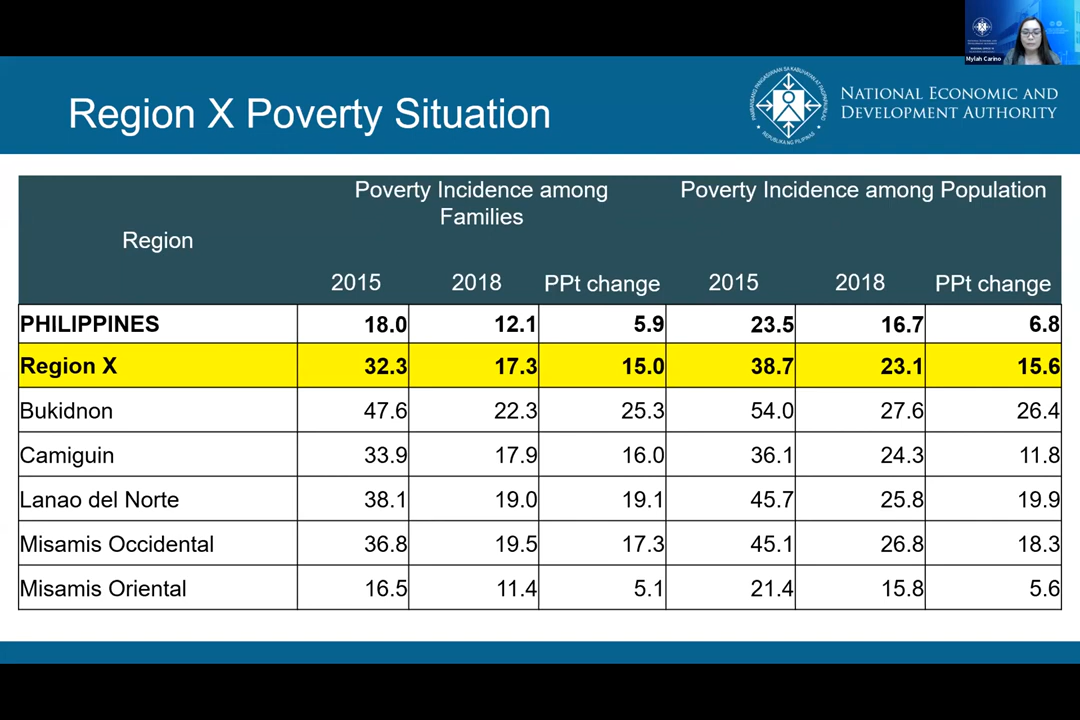 Mylah Carino
Region X Poverty Situation
NATIONAL ECONOMIC AND
DEVELOPMENT AUTHORITY
REPUBLIKA NG PILIPINAS
Region
Poverty Incidence among
Families
Poverty Incidence among Population
2015 2018 PPt change 2015 2018 PPt change
PHILIPPINES 18.0 12.1 5.9 23.5 16.7 6.8
Region X 32.3 17.3 15.0 38.7 23.1 15.6
Bukidnon 47.6 22.3 25.3 54.0 27.6 26.4
Camiguin 33.9 17.9 16.0 36.1 24.3 11.8
Lanao del Norte 38.1 19.0 19.1 45.7 25.8 19.9
Misamis Occidental 36.8 19.5 17.3 45.1 26.8 18.3
Misamis Oriental 16.5 11.4 5.1 21.4 15.8 5.6